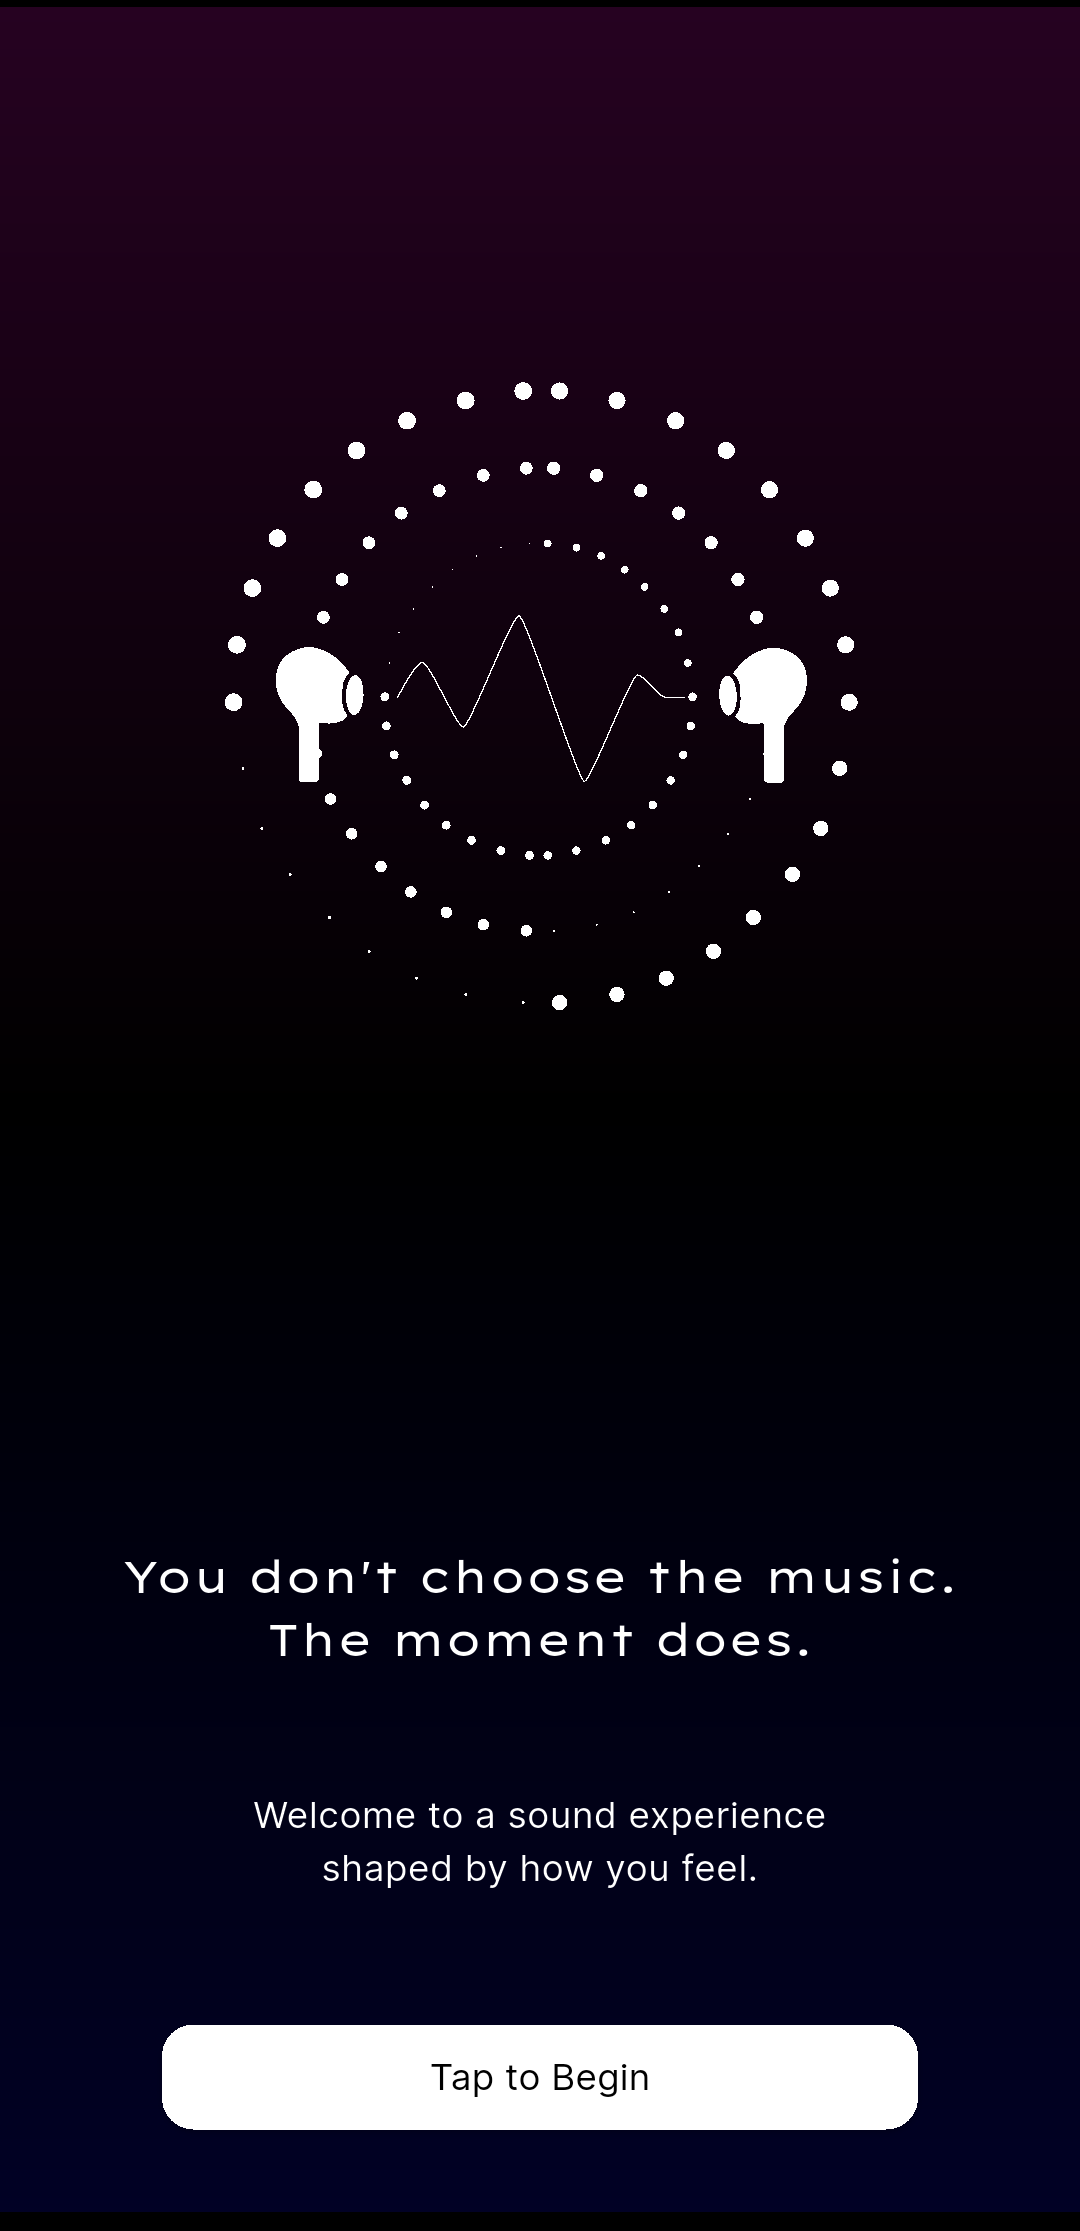 You don't choose the music.
The moment does.
Welcome to a sound experience
shaped by how you feel.
Tap to Begin